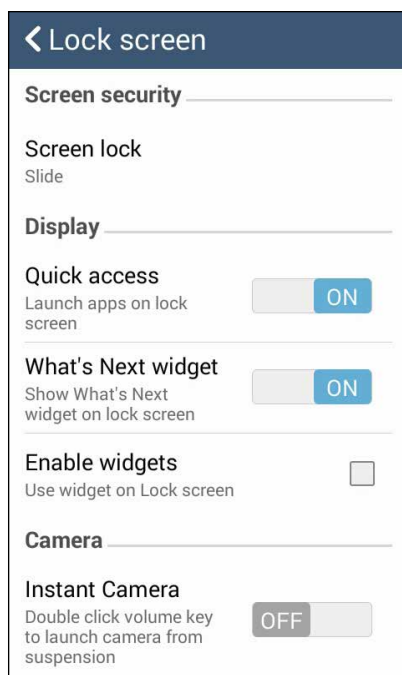 Lock screen
Screen security
Screen lock
Slide
Display
Quick access
Launch apps on lock
screen
ON
What's Next widget
Show What's Next
widget on lock screen
ON
Enable widgets
Use widget on Lock screen
Camera
Instant Camera
Double click volume key
to launch camera from
suspension
OFF